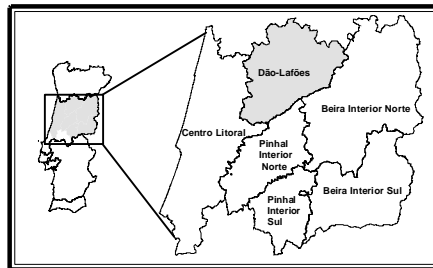 Dão-Lafões
Beira Interior Norte
Centro Litoral
Pinhal
Interior
Norte
Beira Interior Sul
Pinhal
Interior
Sul